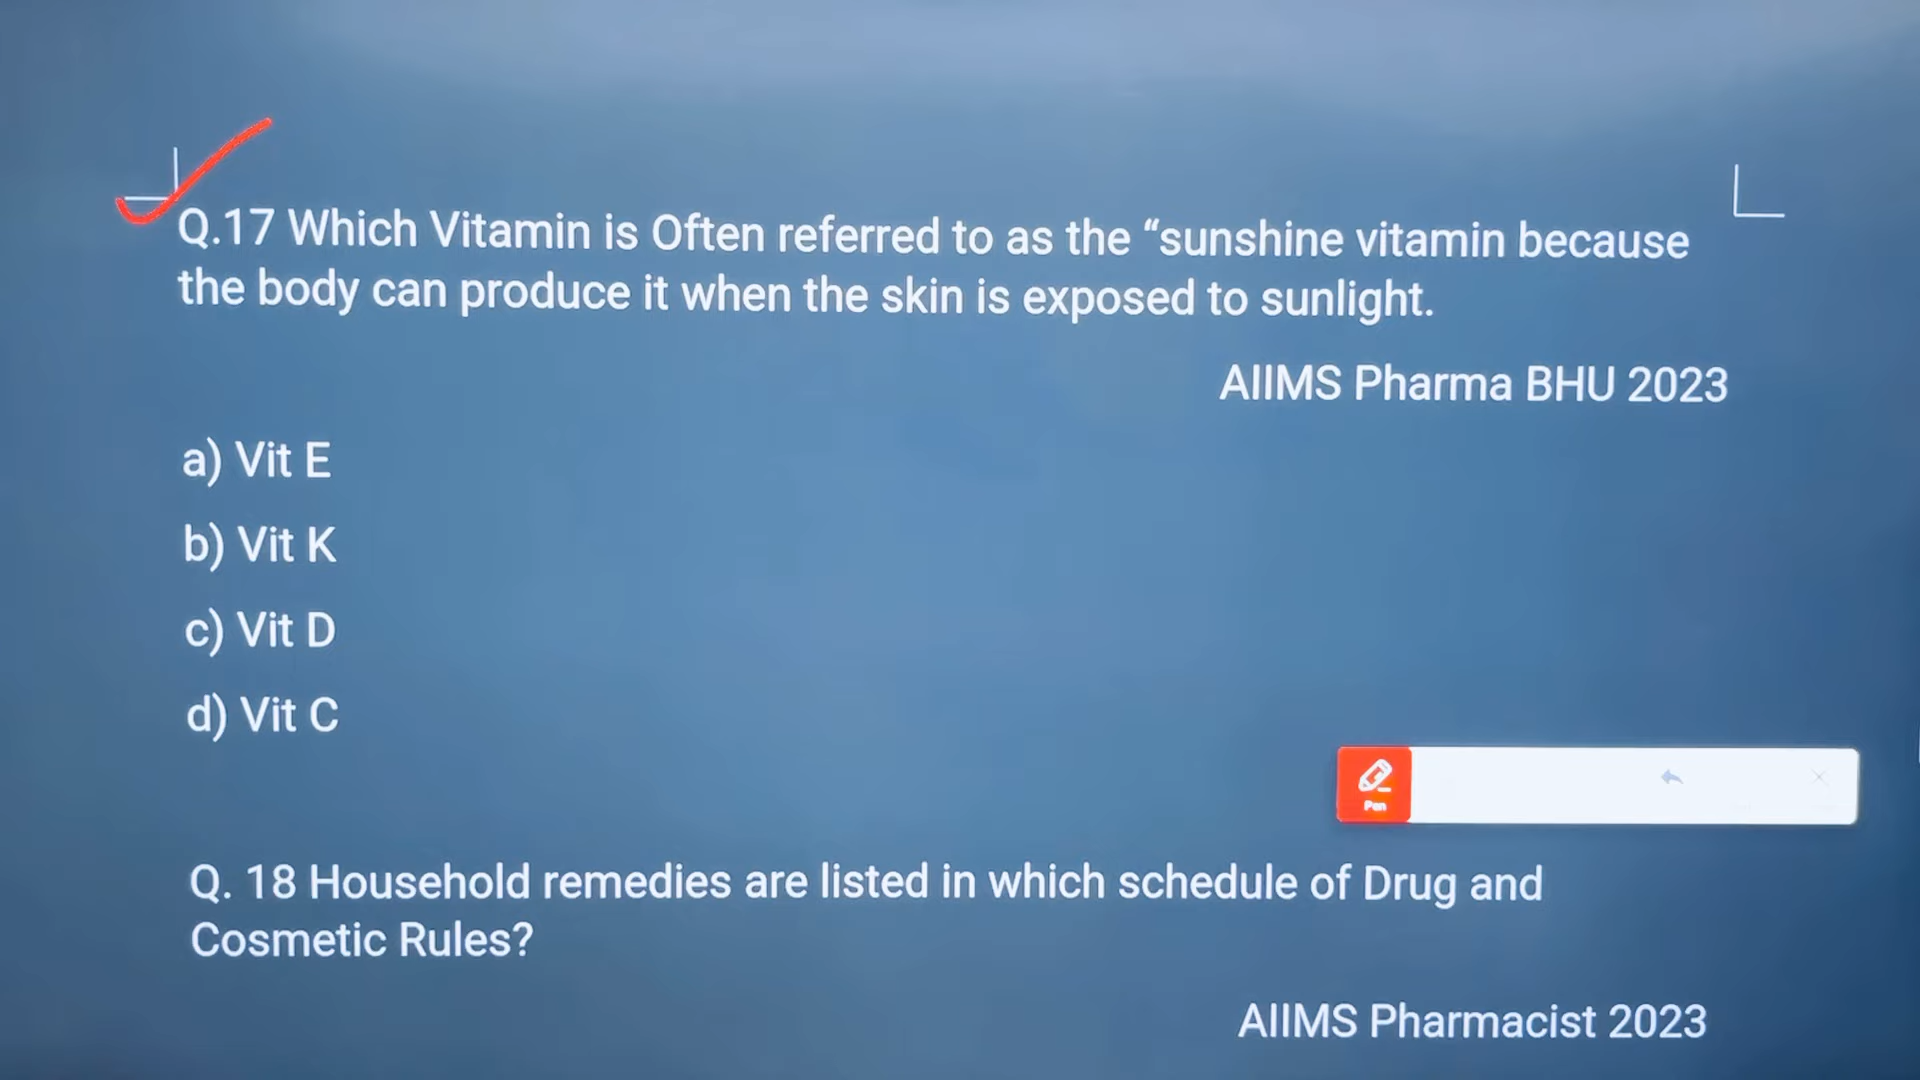 Q.17 Which Vitamin is Often referred to as the “sunshine vitamin because
the body can produce it when the skin is exposed to sunlight.
AIIMS Pharma BHU 2023
a) Vit E
b) Vit K
c) Vit D
d) Vit C
Pen
Q. 18 Household remedies are listed in which schedule of Drug and
Cosmetic Rules?
AIIMS Pharmacist 2023